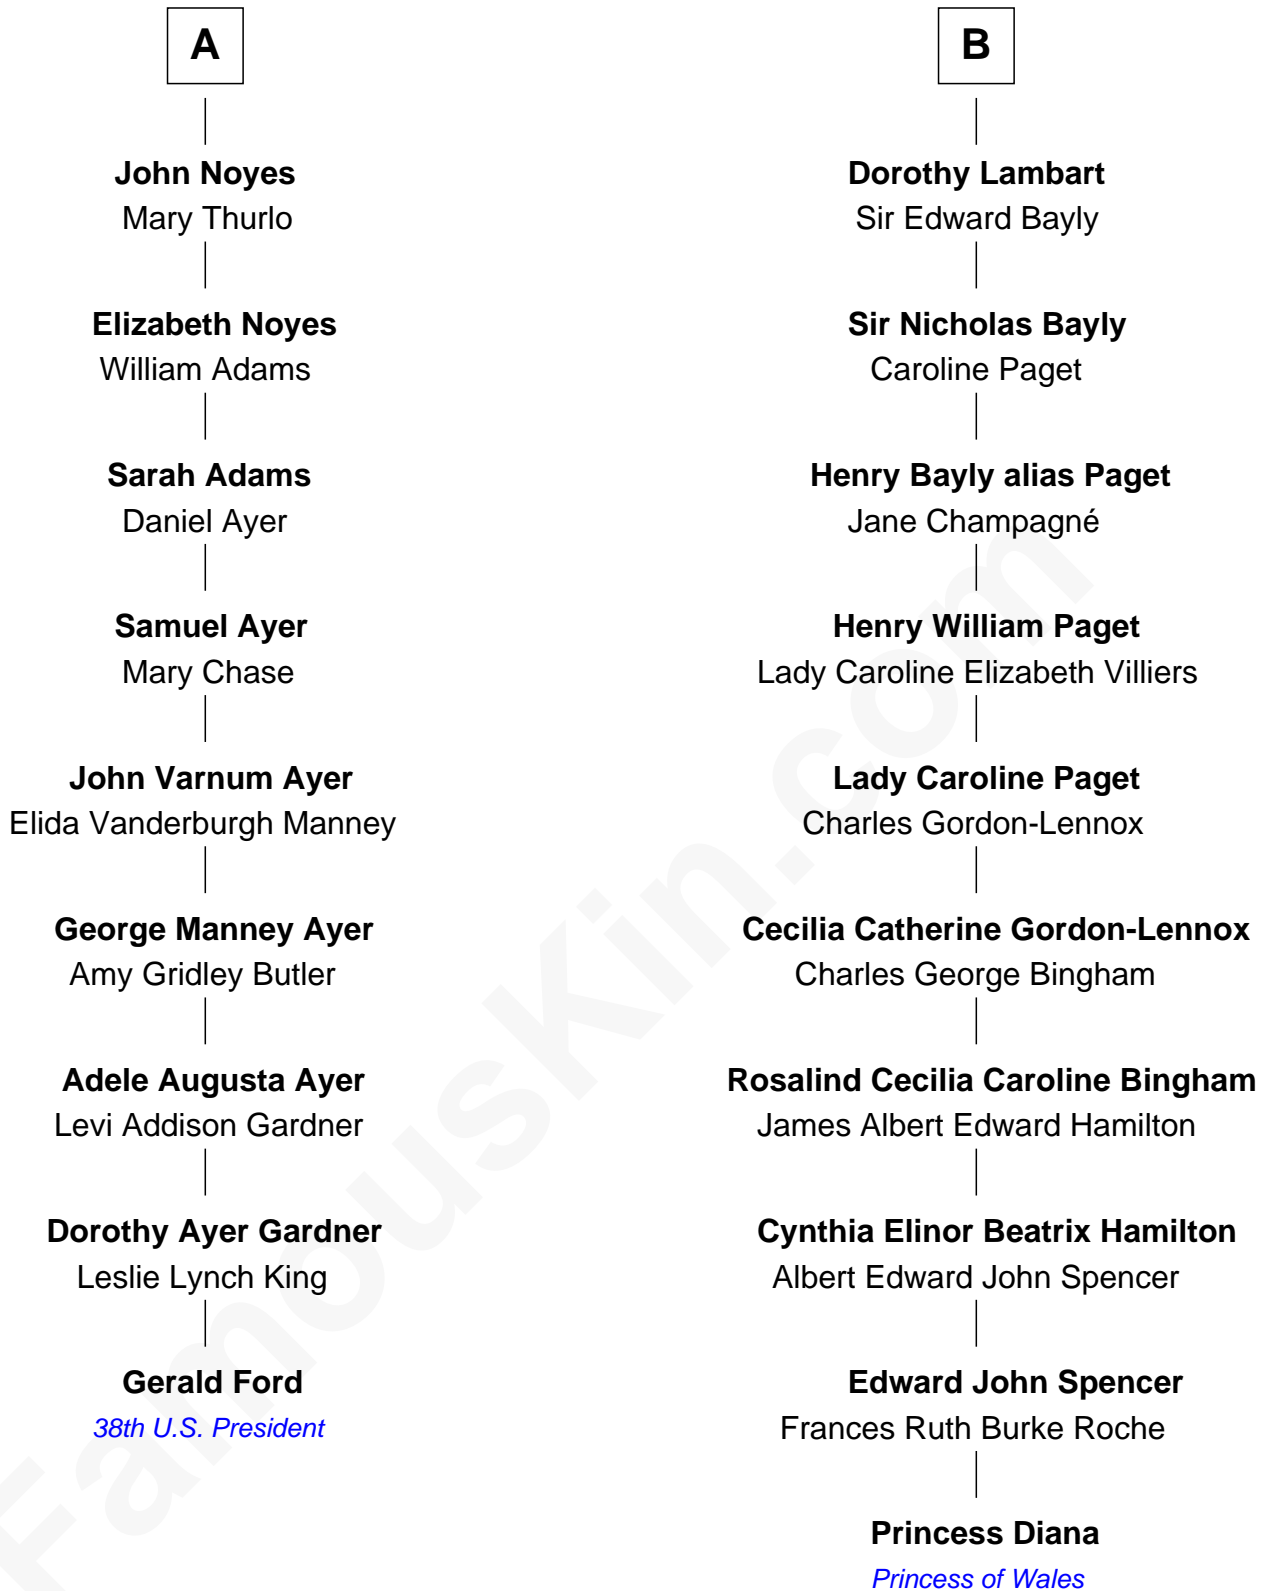 A
John Noyes
Mary Thurlo
Elizabeth Noyes
William Adams
Sarah Adams
Daniel Ayer
Samuel Ayer
Mary Chase
John Varnum Ayer
Elida Vanderburgh Manney
George Manney Ayer
Amy Gridley Butler
Adele Augusta Ayer
Levi Addison Gardner
Dorothy Ayer Gardner
Leslie Lynch King
Gerald Ford
38th U.S. President
B
Dorothy Lambart
Sir Edward Bayly
Sir Nicholas Bayly
Caroline Paget
Henry Bayly alias Paget
Jane Champagné
Henry William Paget
Lady Caroline Elizabeth Villiers
Lady Caroline Paget
Charles Gordon-Lennox
Cecilia Catherine Gordon-Lennox
Charles George Bingham
Rosalind Cecilia Caroline Bingham
James Albert Edward Hamilton
Cynthia Elinor Beatrix Hamilton
Albert Edward John Spencer
Edward John Spencer
Frances Ruth Burke Roche
Princess Diana
Princess of Wales
FamousKin.com